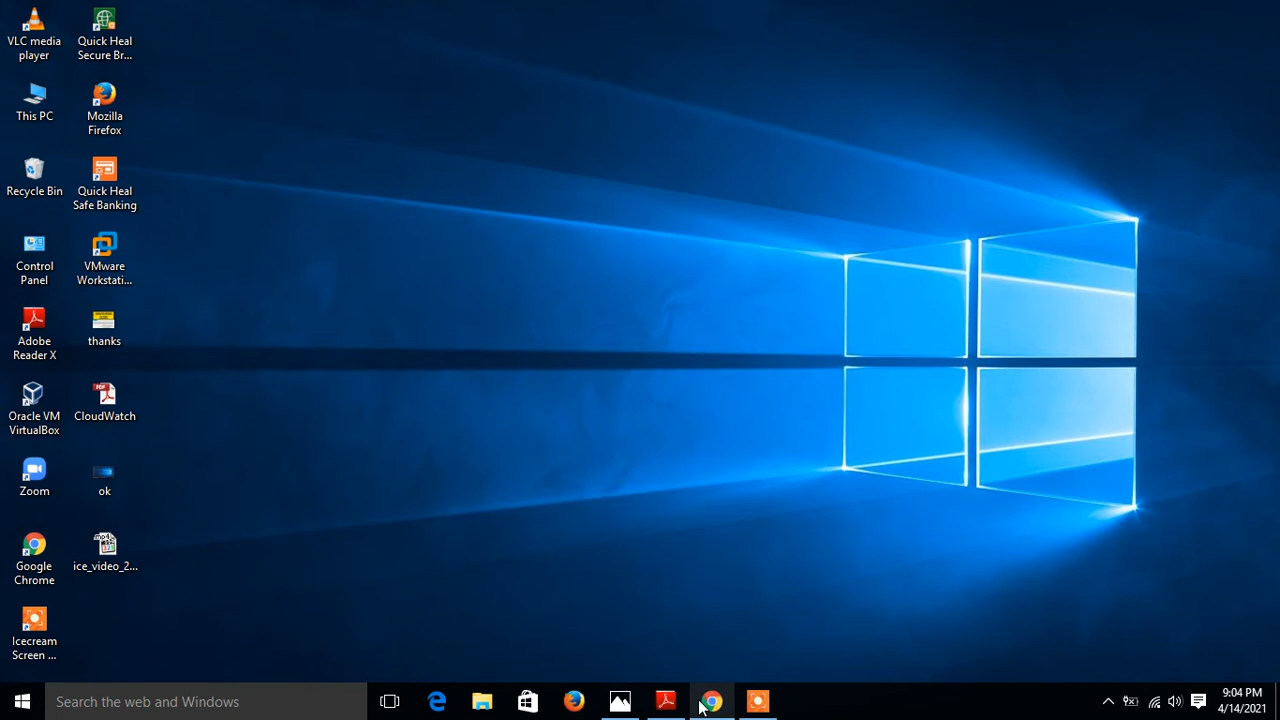 VLC media
player
Quick Heal
Secure Br...
This PC
Mozilla
Firefox
Recycle Bin
Quick Heal
Safe Banking
Control
Panel
VMware
Workstati...
Adobe
Reader X
thanks
Oracle VM
VirtualBox
CloudWatch
Zoom
ok
Google
Chrome
ice_video_2...
Icecream
Screen ...
Search the web and Windows
9:04 PM
4/14/2021